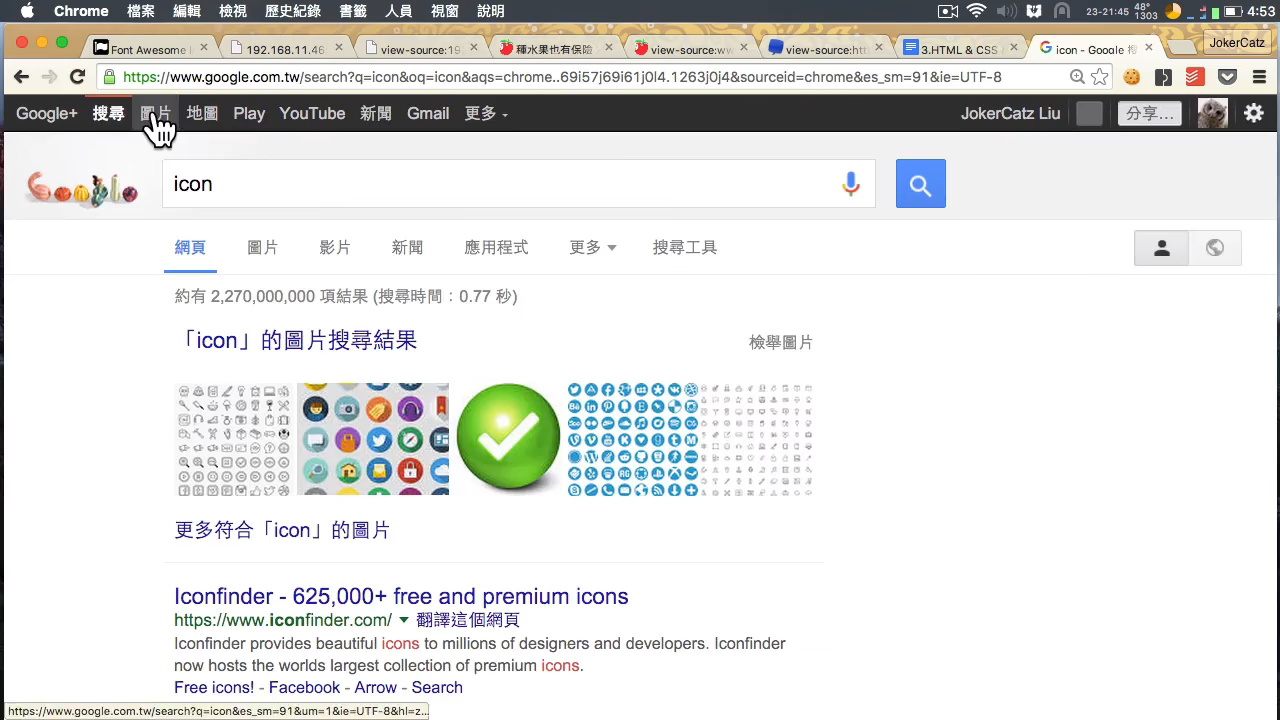 Chrome 檔案 編輯 檢視 歷史紀錄 書籤 人員 視窗 說明 23-21:45 48° 1303 4:53
Font Awesome 192.168.11.46 view-source:19 種水果也有保險 view-source:ww view-source:htt 3.HTML & CSS icon - Google 搜 JokerCatz
https://www.google.com.tw/search?q=icon&oq=icon&aqs=chrome..69i57j69i61j0l4.1263j0j4&sourceid=chrome&es_sm=91&ie=UTF-8
Google+ 搜尋 圖片 地圖 Play YouTube 新聞 Gmail 更多 JokerCatz Liu 分享...
Google icon
網頁 圖片 影片 新聞 應用程式 更多 搜尋工具
約有 2,270,000,000 項結果 (搜尋時間：0.77 秒)
「icon」的圖片搜尋結果 檢舉圖片
更多符合「icon」的圖片
Iconfinder - 625,000+ free and premium icons
https://www.iconfinder.com/ 翻譯這個網頁
Iconfinder provides beautiful icons to millions of designers and developers. Iconfinder
now hosts the worlds largest collection of premium icons.
Free icons! - Facebook - Arrow - Search
https://www.google.com.tw/search?q=icon&es_sm=91&um=1&ie=UTF-8&hl=z...